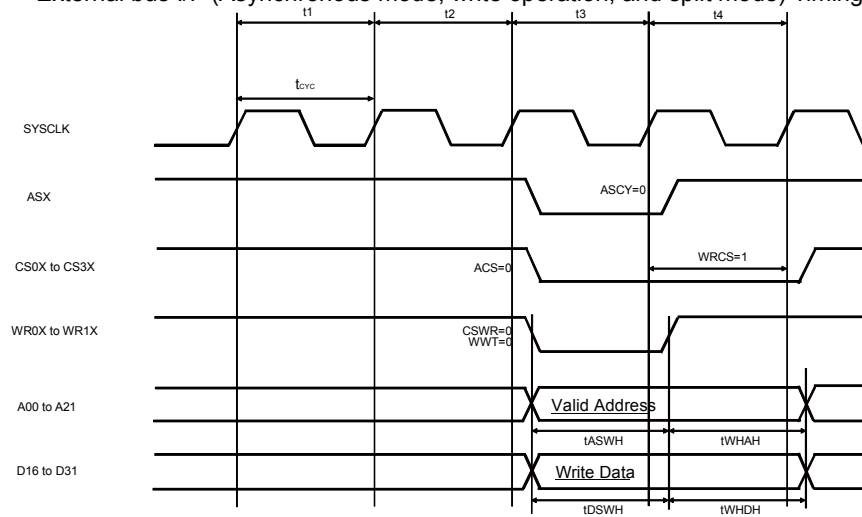 External bus I/F (Asynchronous mode, write operation, and split mode) Timing
t1 t2 t3 t4
tCYC
SYSCLK
ASX
ASCY=0
CS0X to CS3X
ACS=0
WRCS=1
WR0X to WR1X
CSWR=0
WWT=0
A00 to A21
Valid Address
tASWH tWHAH
D16 to D31
Write Data
tDSWH tWHDH